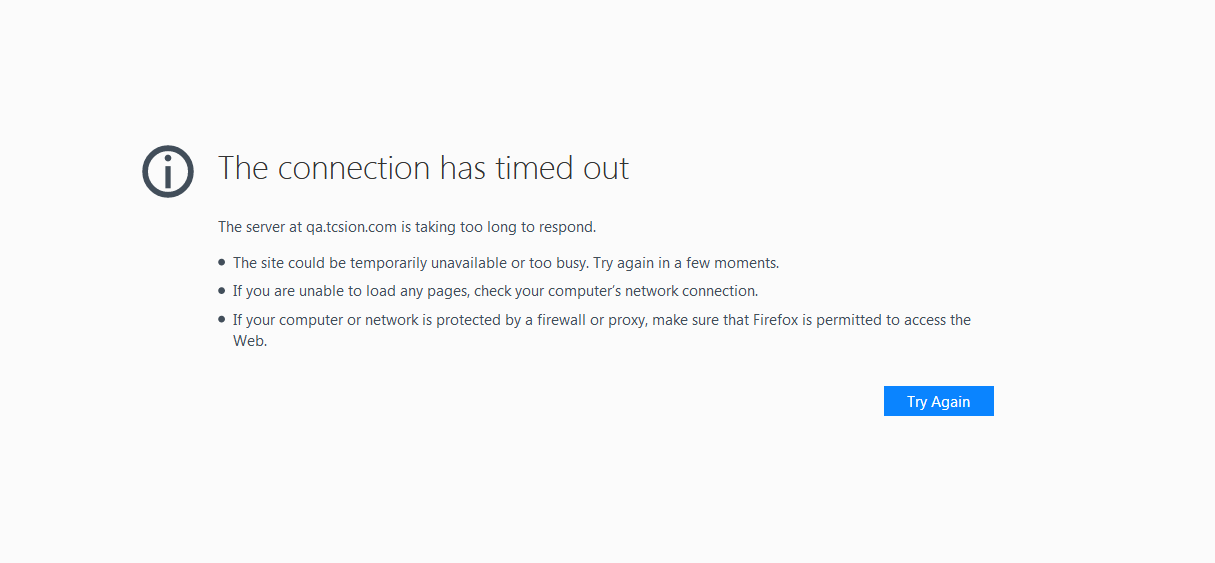 The connection has timed out
The server at qa.tcsion.com is taking too long to respond.
The site could be temporarily unavailable or too busy. Try again in a few moments.
If you are unable to load any pages, check your computer’s network connection.
If your computer or network is protected by a firewall or proxy, make sure that Firefox is permitted to access the
Web.
Try Again